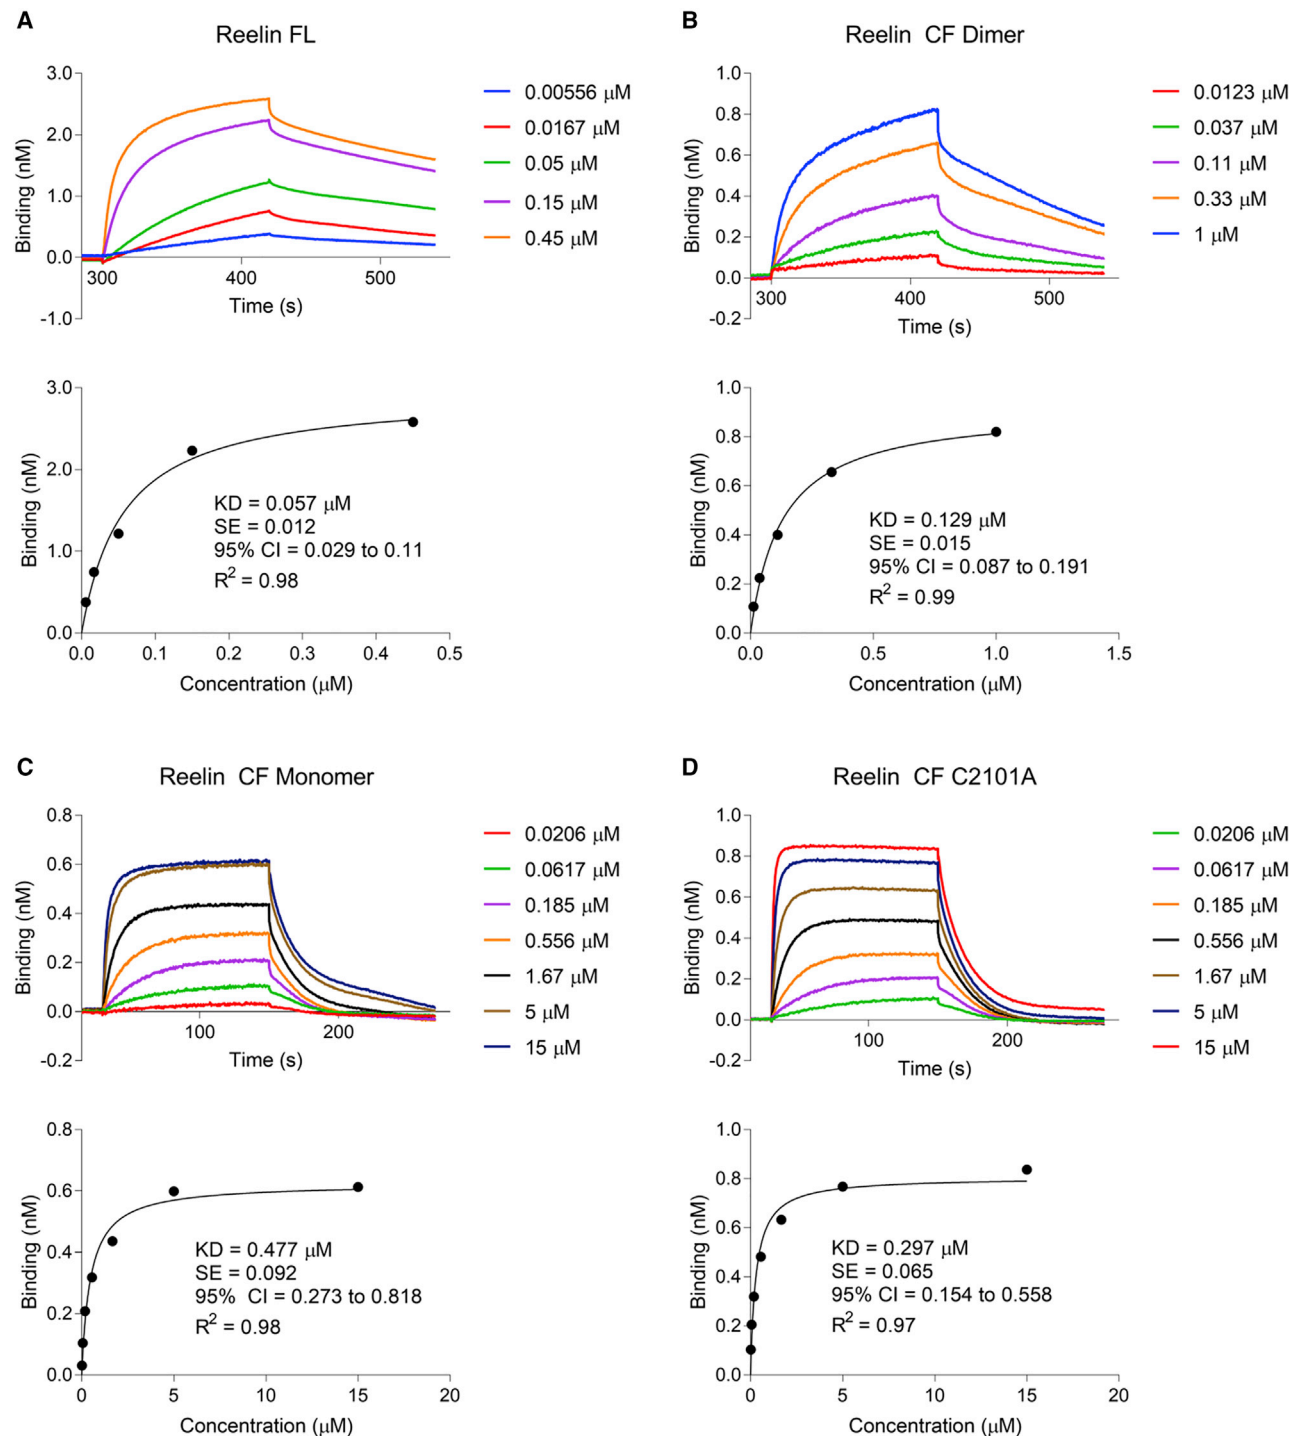 A
Reelin FL
3.0
2.0
1.0
0.0
-1.0
Binding (nM)
300
400
500
Time (s)
0.00556 μM
0.0167 μM
0.05 μM
0.15 μM
0.45 μM
3.0
2.0
1.0
0.0
Binding (nM)
KD = 0.057 μM
SE = 0.012
95% CI = 0.029 to 0.11
R² = 0.98
0.0
0.1
0.2
0.3
0.4
0.5
Concentration (μM)
B
Reelin CF Dimer
1.0
0.8
0.6
0.4
0.2
0.0
-0.2
Binding (nM)
300
400
500
Time (s)
0.0123 μM
0.037 μM
0.11 μM
0.33 μM
1 μM
1.0
0.8
0.6
0.4
0.2
0.0
Binding (nM)
KD = 0.129 μM
SE = 0.015
95% CI = 0.087 to 0.191
R² = 0.99
0.0
0.5
1.0
1.5
Concentration (μM)
C
Reelin CF Monomer
0.8
0.6
0.4
0.2
0.0
-0.2
Binding (nM)
100
200
Time (s)
0.0206 μM
0.0617 μM
0.185 μM
0.556 μM
1.67 μM
5 μM
15 μM
0.8
0.6
0.4
0.2
0.0
Binding (nM)
KD = 0.477 μM
SE = 0.092
95% CI = 0.273 to 0.818
R² = 0.98
0
5
10
15
20
Concentration (μM)
D
Reelin CF C2101A
1.0
0.8
0.6
0.4
0.2
0.0
-0.2
Binding (nM)
100
200
Time (s)
0.0206 μM
0.0617 μM
0.185 μM
0.556 μM
1.67 μM
5 μM
15 μM
1.0
0.8
0.6
0.4
0.2
0.0
Binding (nM)
KD = 0.297 μM
SE = 0.065
95% CI = 0.154 to 0.558
R² = 0.97
0
5
10
15
20
Concentration (μM)